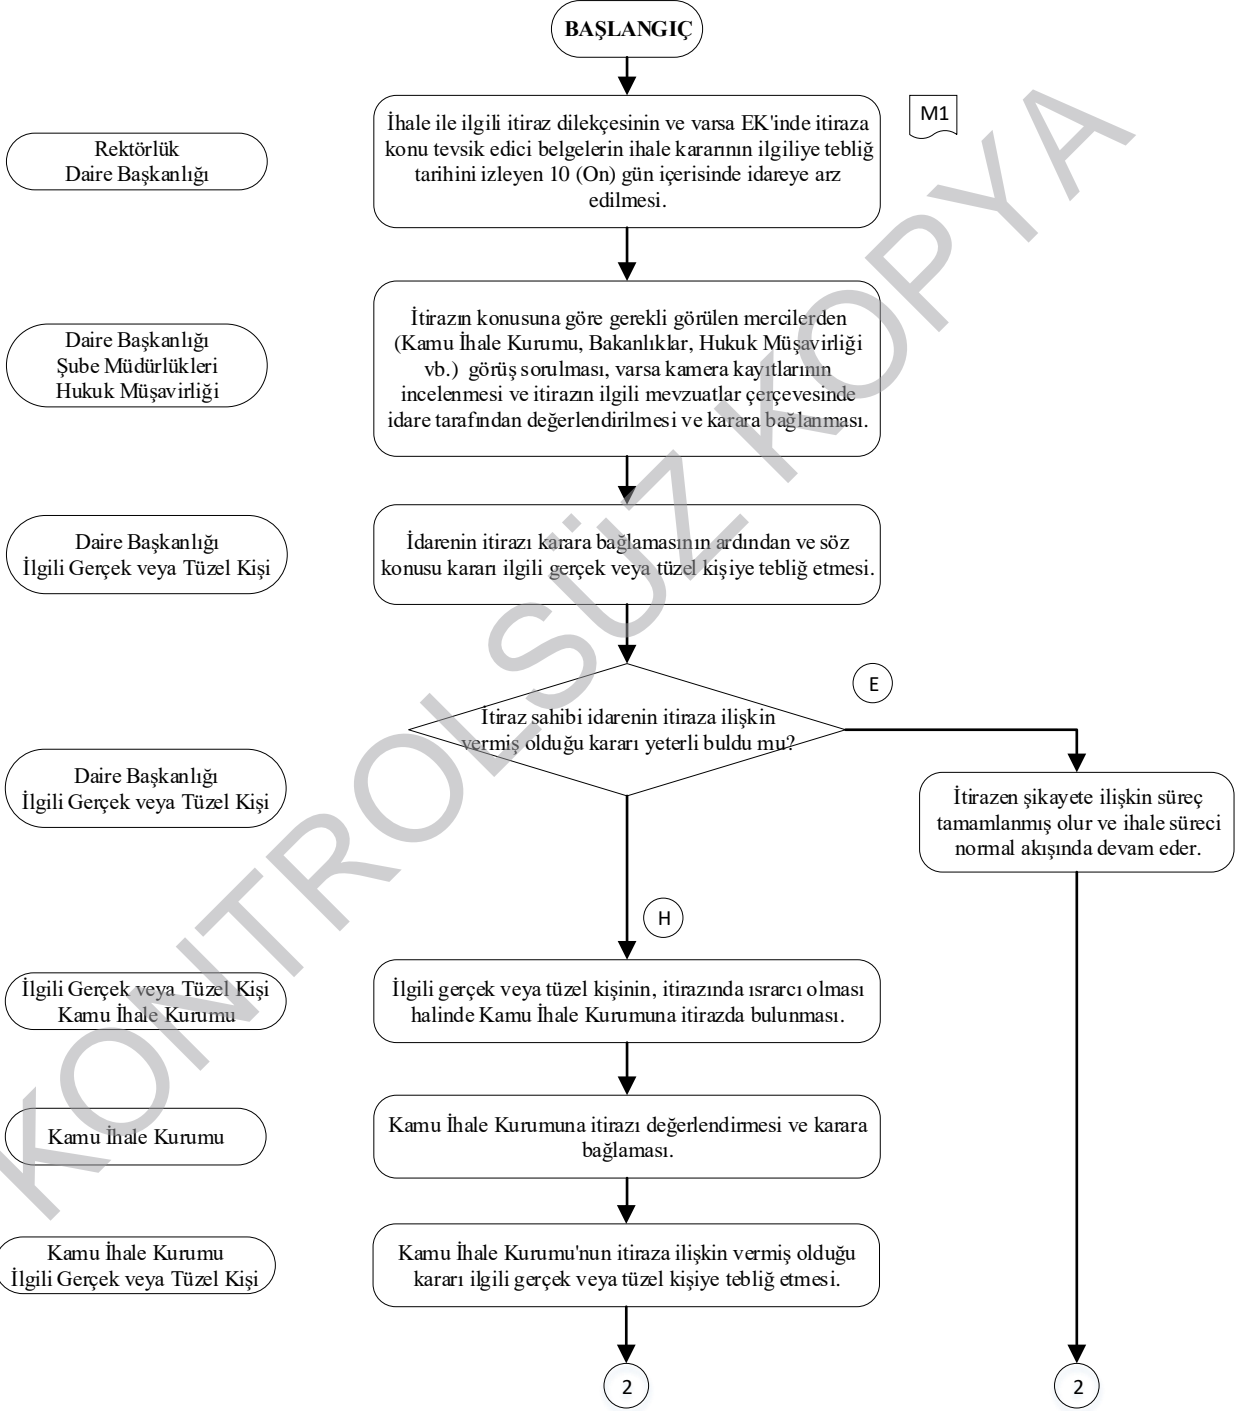 BAŞLANGIÇ
M1
Rektörlük
Daire Başkanlığı
İhale ile ilgili itiraz dilekçesinin ve varsa EK'inde itiraza
konu tevsik edici belgelerin ihale kararının ilgiliye tebliğ
tarihini izleyen 10 (On) gün içerisinde idareye arz
edilmesi.
Daire Başkanlığı
Şube Müdürlükleri
Hukuk Müşavirliği
İtirazın konusuna göre gerekli görülen mercilerden
(Kamu İhale Kurumu, Bakanlıklar, Hukuk Müşavirliği
vb.) görüş sorulması, varsa kamera kayıtlarının
incelenmesi ve itirazın ilgili mevzuatlar çerçevesinde
idare tarafından değerlendirilmesi ve karara bağlanması.
Daire Başkanlığı
İlgili Gerçek veya Tüzel Kişi
İdarenin itirazı karara bağlamasının ardından ve söz
konusu kararı ilgili gerçek veya tüzel kişiye tebliğ etmesi.
E
İtiraz sahibi idarenin itiraza ilişkin
vermiş olduğu kararı yeterli buldu mu?
Daire Başkanlığı
İlgili Gerçek veya Tüzel Kişi
İtirazen şikayete ilişkin süreç
tamamlanmış olur ve ihale süreci
normal akışında devam eder.
H
İlgili Gerçek veya Tüzel Kişi
Kamu İhale Kurumu
İlgili gerçek veya tüzel kişinin, itirazında ısrarcı olması
halinde Kamu İhale Kurumuna itirazda bulunması.
Kamu İhale Kurumu
Kamu İhale Kurumuna itirazı değerlendirmesi ve karara
bağlaması.
Kamu İhale Kurumu
İlgili Gerçek veya Tüzel Kişi
Kamu İhale Kurumu'nun itiraza ilişkin vermiş olduğu
kararı ilgili gerçek veya tüzel kişiye tebliğ etmesi.
2
2
KONTROLSÜZ KOPYA